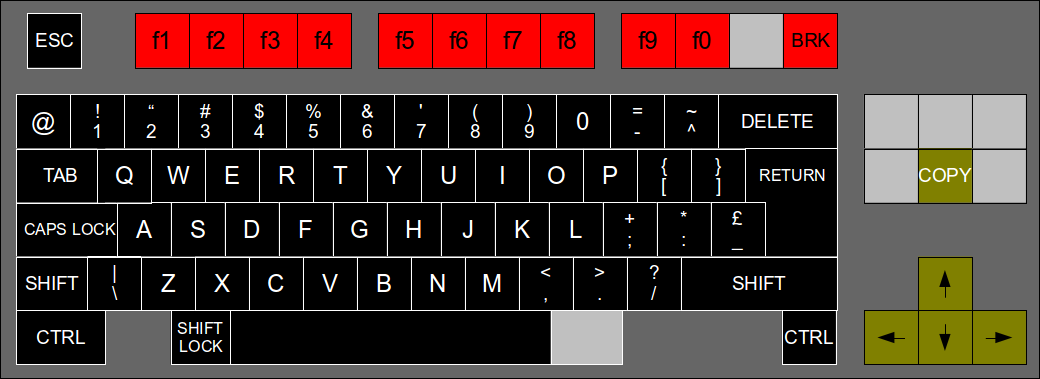 ESC f1 f2 f3 f4 f5 f6 f7 f8 f9 f0 BRK
@ ! “ # $ % & ' ( ) 0 = ~ DELETE
1 2 3 4 5 6 7 8 9 - ^
TAB Q W E R T Y U I O P { } RETURN
[ ]
COPY
CAPS LOCK A S D F G H J K L + * £
; : _
SHIFT | Z X C V B N M < > ? SHIFT
\ , . /
CTRL SHIFT CTRL
LOCK